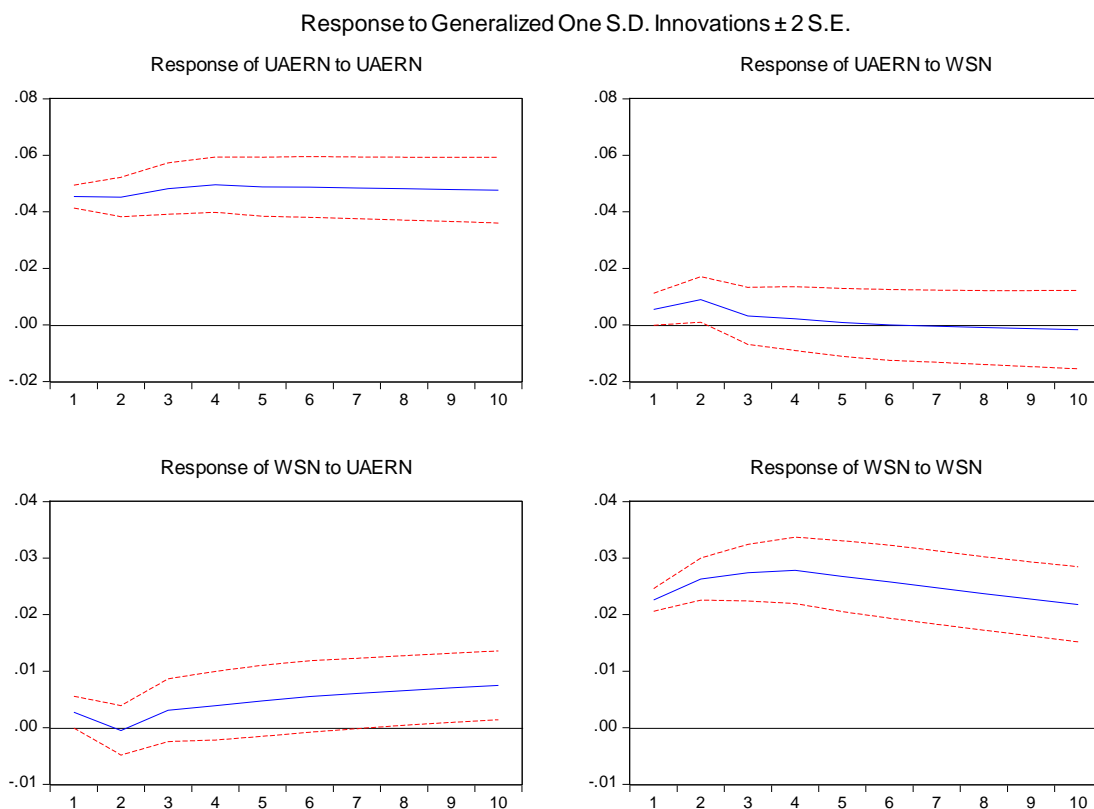 Response to Generalized One S.D. Innovations ± 2 S.E.
Response of UAERN to UAERN
.08
.06
.04
.02
.00
-.02
1 2 3 4 5 6 7 8 9 10
Response of UAERN to WSN
.08
.06
.04
.02
.00
-.02
1 2 3 4 5 6 7 8 9 10
Response of WSN to UAERN
.04
.03
.02
.01
.00
-.01
1 2 3 4 5 6 7 8 9 10
Response of WSN to WSN
.04
.03
.02
.01
.00
-.01
1 2 3 4 5 6 7 8 9 10